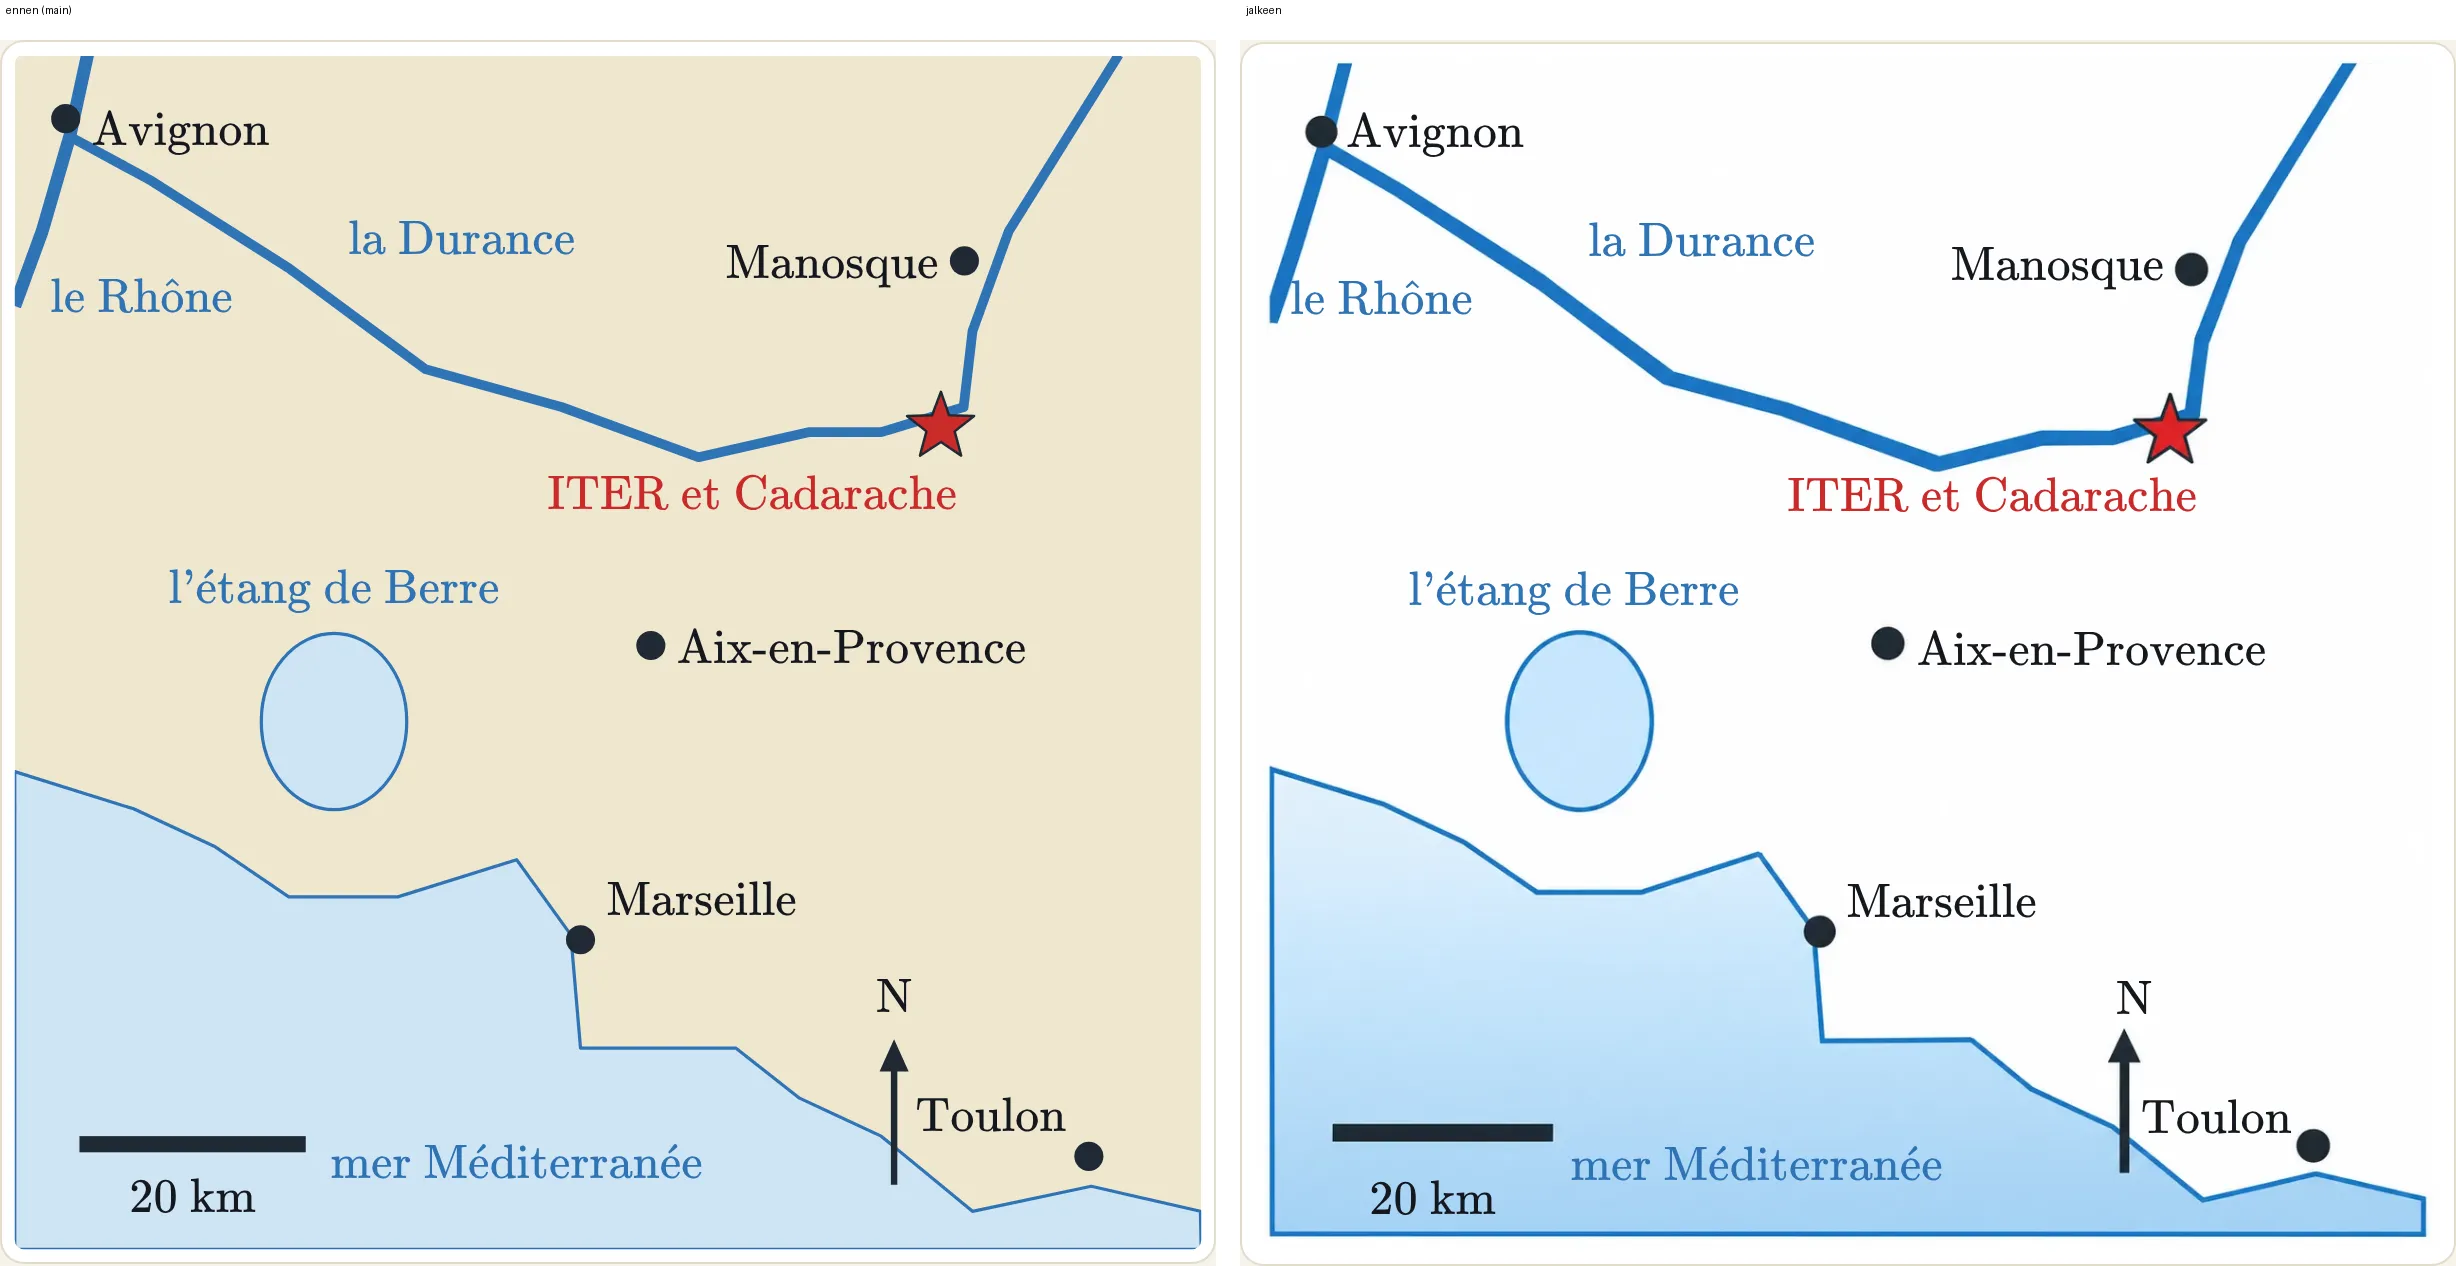 ennen (main)
Avignon
la Durance
Manosque
le Rhône
ITER et Cadarache
l’étang de Berre
Aix-en-Provence
Marseille
N
Toulon
mer Méditerranée
20 km
jalkeen
Avignon
la Durance
Manosque
le Rhône
ITER et Cadarache
l’étang de Berre
Aix-en-Provence
Marseille
N
Toulon
mer Méditerranée
20 km